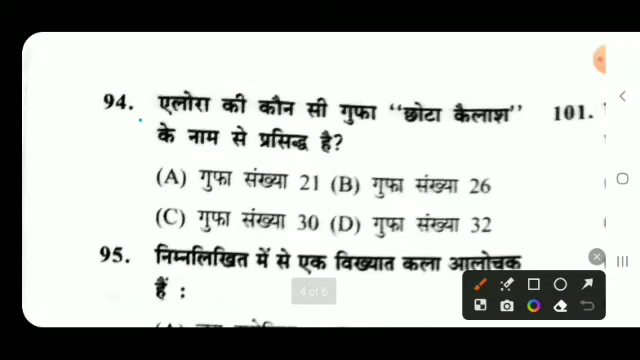 94. एलोरा की कौन सी गुफा "छोटा कैलाश" 101.
के नाम से प्रसिद्ध है?
(A) गुफा संख्या 21 (B) गुफा संख्या 26
(C) गुफा संख्या 30 (D) गुफा संख्या 32
95. निम्नलिखित में से एक विख्यात कला आलोचक
हैं :
4 of 6
(A)